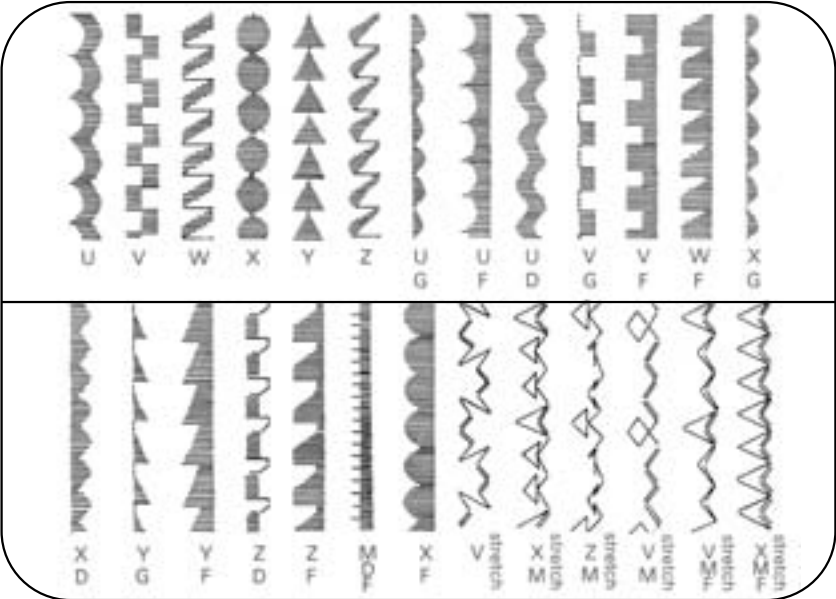 U V W X Y Z U U U V V W X
G F D G F F G
X Y Y Z Z M X V stretch X stretch Z stretch V stretch V stretch X stretch
D G F D F D F M M M M M
F F F